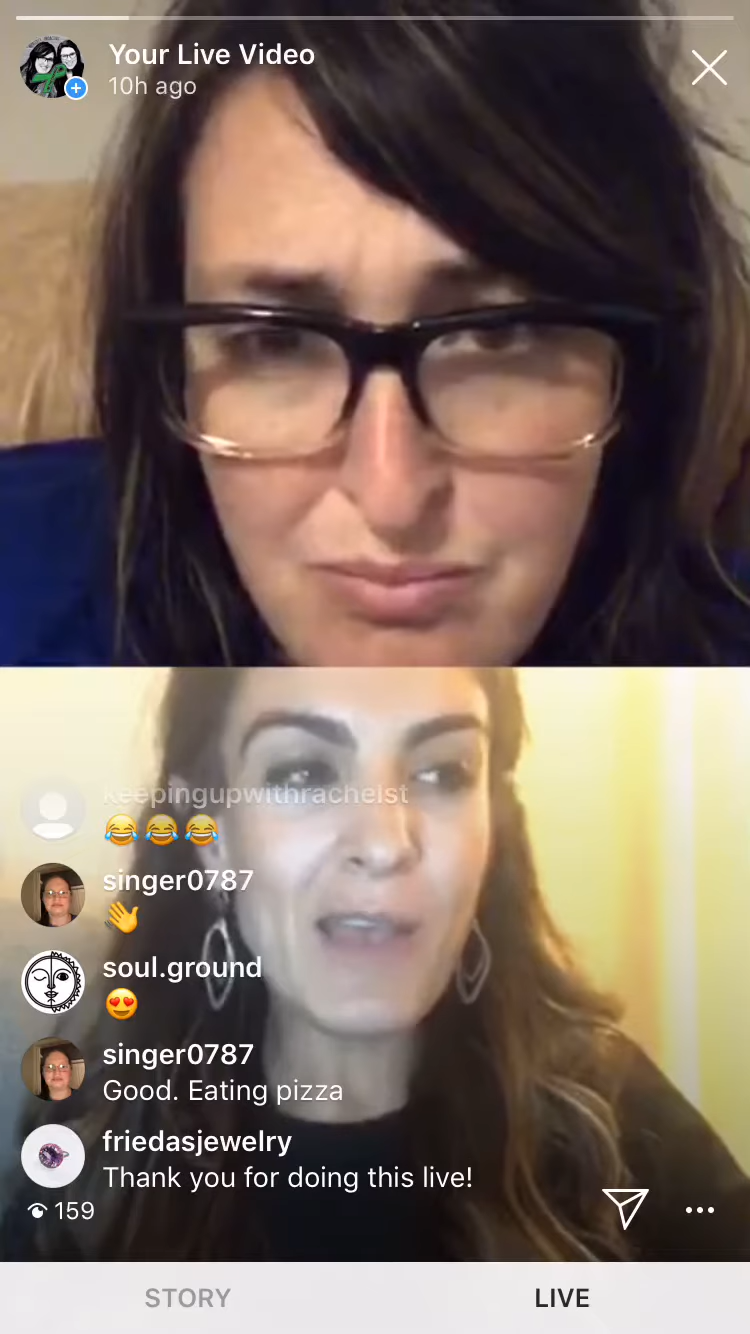 Your Live Video
10h ago
keepingupwithrachelst
😂😂😂
singer0787
👋
soul.ground
😍
singer0787
Good. Eating pizza
friedasjewelry
Thank you for doing this live!
159
STORY
LIVE